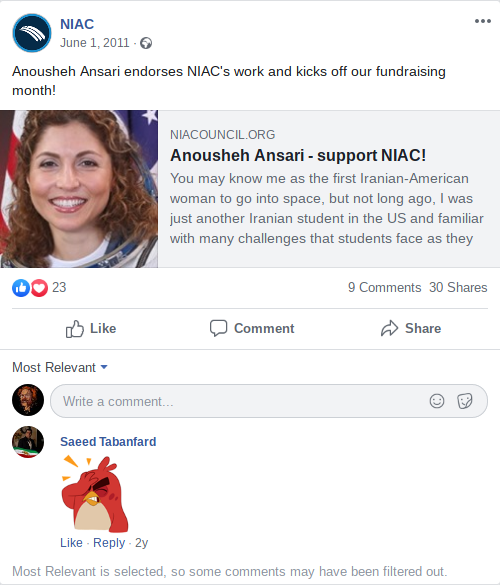 NIAC
June 1, 2011 ·
Anousheh Ansari endorses NIAC's work and kicks off our fundraising
month!
NIACOUNCIL.ORG
Anousheh Ansari - support NIAC!
You may know me as the first Iranian-American
woman to go into space, but not long ago, I was
just another Iranian student in the US and familiar
with many challenges that students face as they
23 9 Comments 30 Shares
Like Comment Share
Most Relevant
Write a comment...
Saeed Tabanfard
Like · Reply · 2y
Most Relevant is selected, so some comments may have been filtered out.